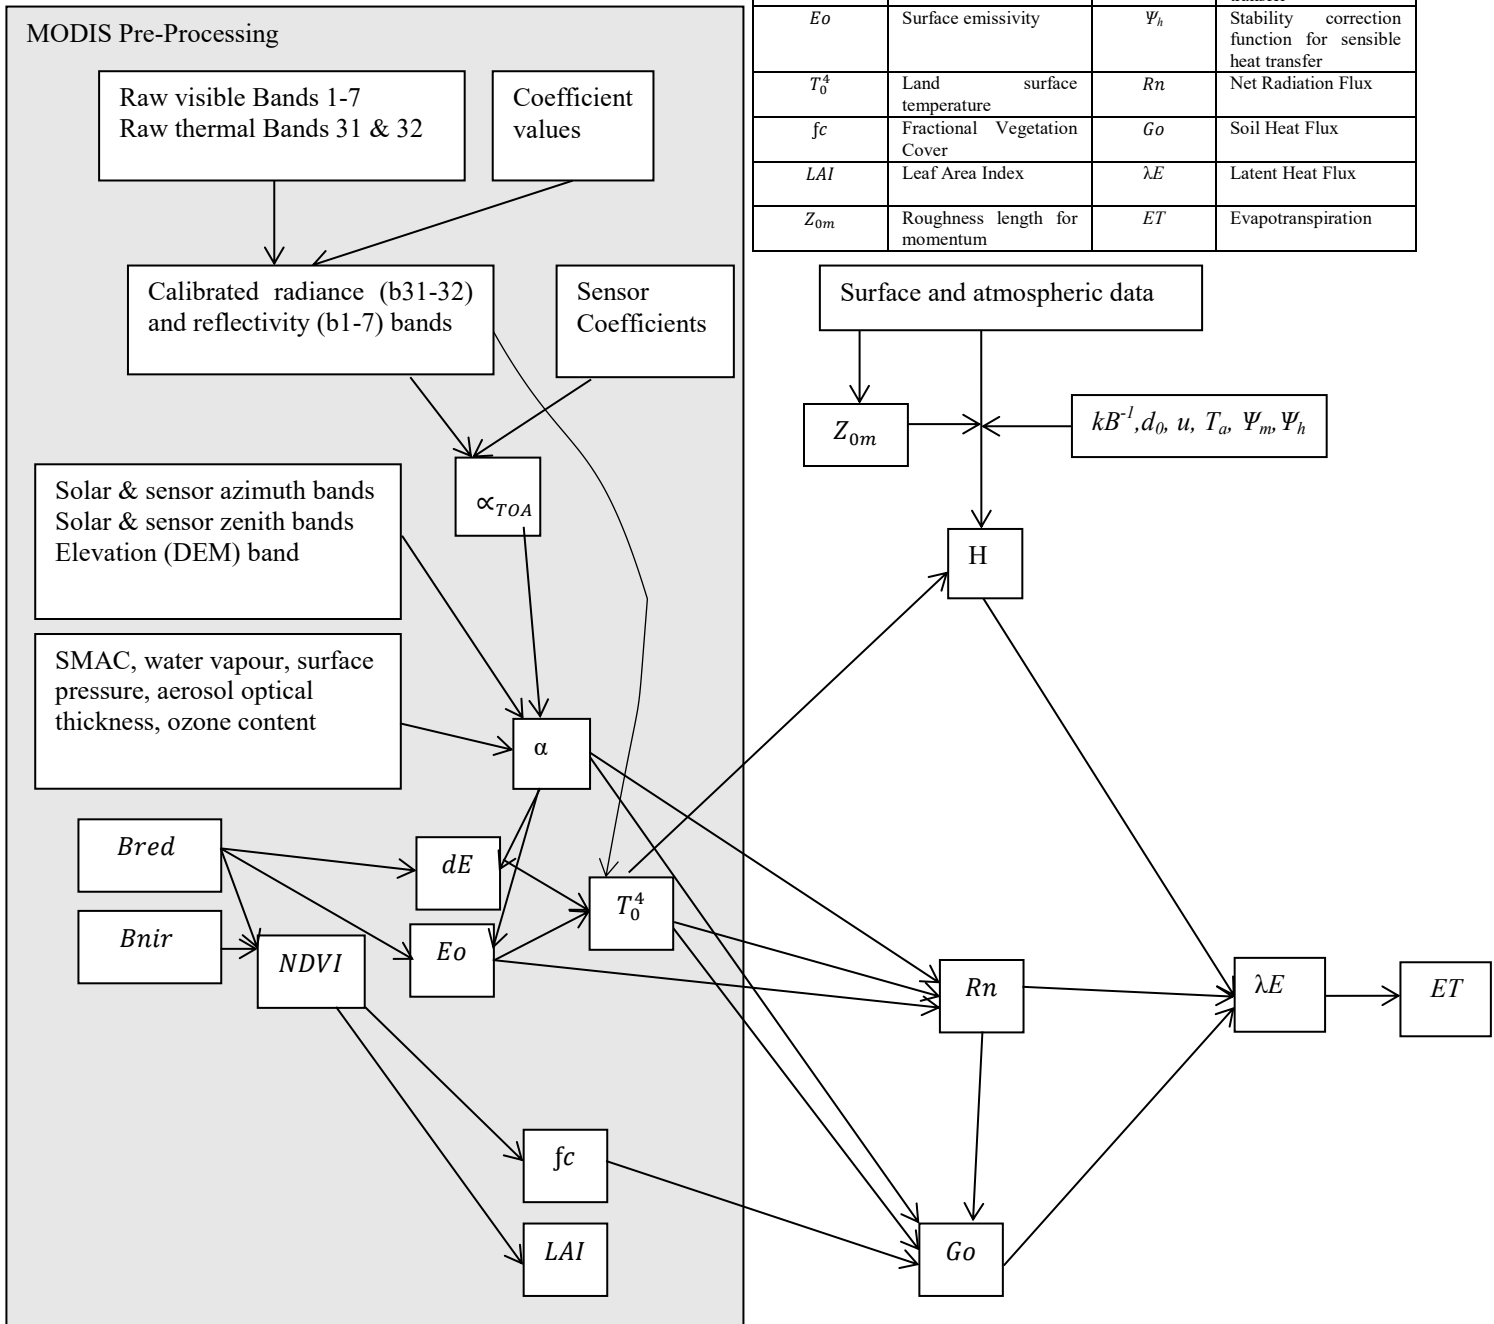 transfer
Eo Surface emissivity Ψh Stability correction
function for sensible
heat transfer
T₀⁴ Land surface Rn Net Radiation Flux
temperature
ƒc Fractional Vegetation Go Soil Heat Flux
Cover
LAI Leaf Area Index λE Latent Heat Flux
Z0m Roughness length for ET Evapotranspiration
momentum
MODIS Pre-Processing
Raw visible Bands 1-7
Raw thermal Bands 31 & 32
Coefficient
values
Calibrated radiance (b31-32)
and reflectivity (b1-7) bands
Sensor
Coefficients
Surface and atmospheric data
Z0m
kB⁻¹,d0, u, Ta, Ψm,Ψh
∝TOA
Solar & sensor azimuth bands
Solar & sensor zenith bands
Elevation (DEM) band
H
SMAC, water vapour, surface
pressure, aerosol optical
thickness, ozone content
α
Bred
dE
T₀⁴
Bnir
NDVI
Eo
Rn
λE
ET
ƒc
LAI
Go